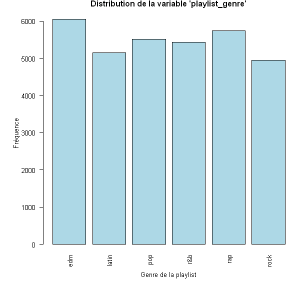 Distribution de la variable 'playlist_genre'
6000
5000
4000
3000
2000
1000
0
Fréquence
edm
latin
pop
r&b
rap
rock
Genre de la playlist